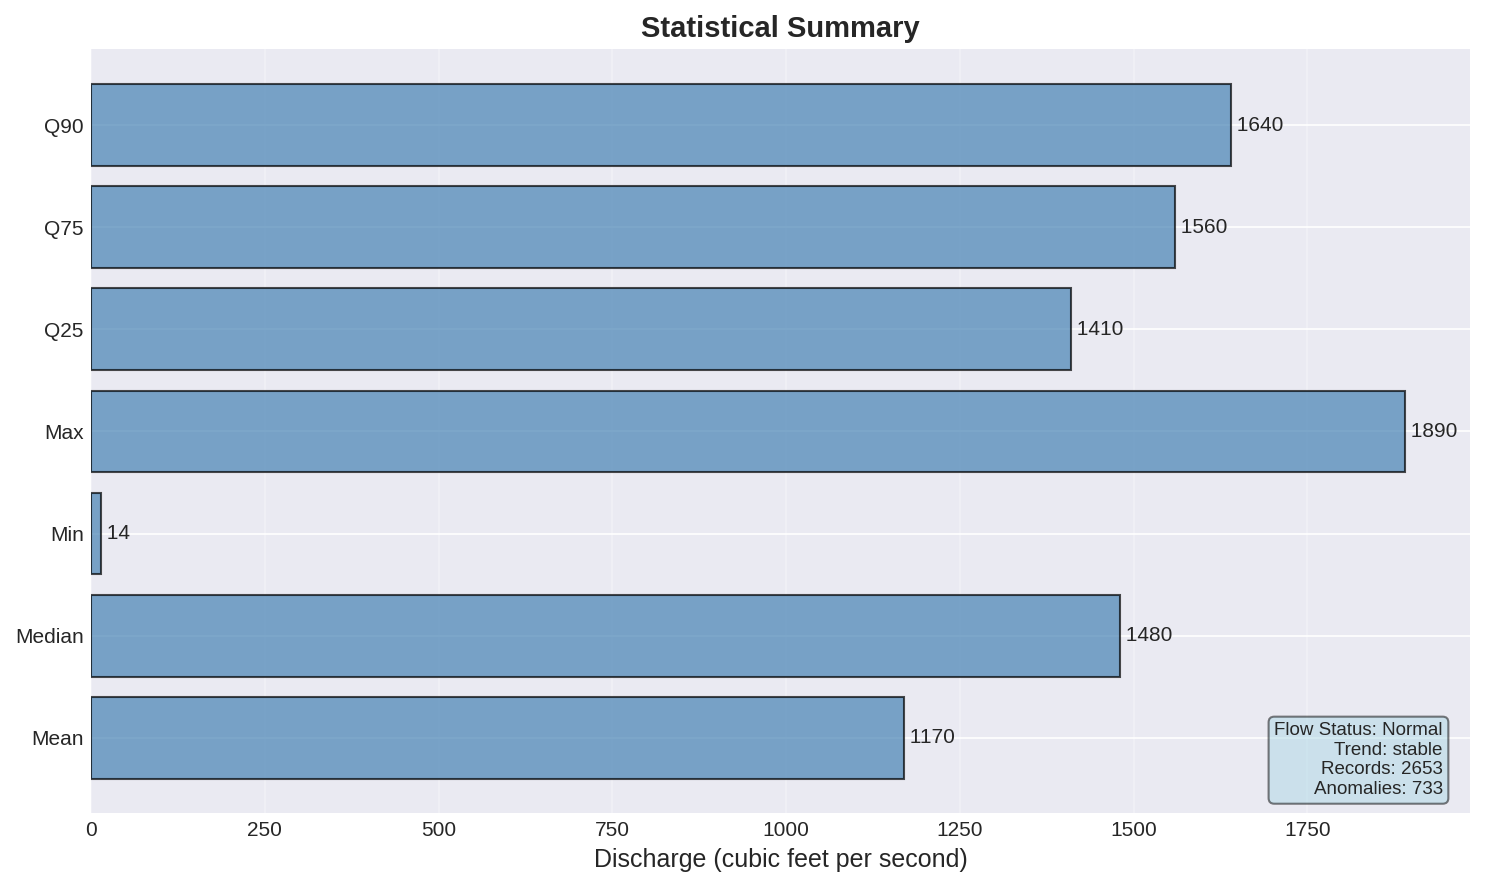 Statistical Summary
Q90
1640
Q75
1560
Q25
1410
Max
1890
Min
14
Median
1480
Mean
1170
Flow Status: Normal
Trend: stable
Records: 2653
Anomalies: 733
0 250 500 750 1000 1250 1500 1750
Discharge (cubic feet per second)